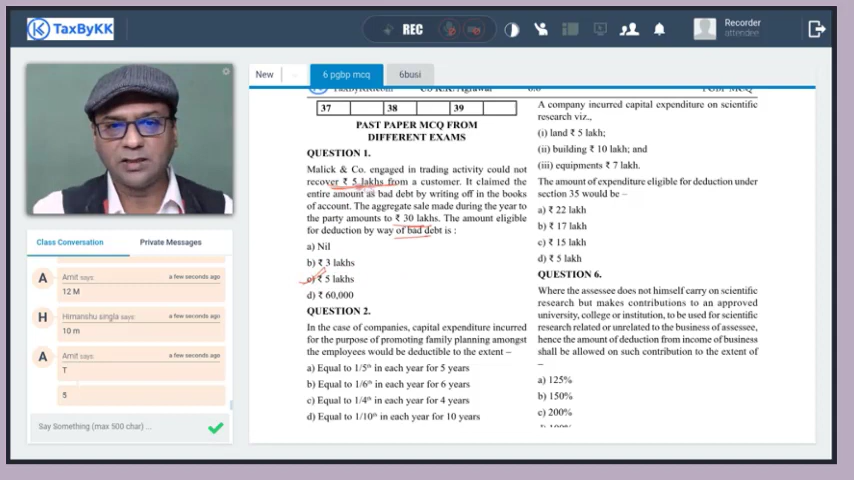 TaxByKK
REC
Recorder
attendee
New
6 pgbp mcq
6busi
37 38 39
PAST PAPER MCQ FROM
DIFFERENT EXAMS
QUESTION 1.
Malick & Co. engaged in trading activity could not
recover ₹ 5 lakhs from a customer. It claimed the
entire amount as bad debt by writing off in the books
of account. The aggregate sale made during the year to
the party amounts to ₹ 30 lakhs. The amount eligible
for deduction by way of bad debt is :
a) Nil
b) ₹ 3 lakhs
c) ₹ 5 lakhs
d) ₹ 60,000
QUESTION 2.
In the case of companies, capital expenditure incurred
for the purpose of promoting family planning amongst
the employees would be deductible to the extent –
a) Equal to 1/5th in each year for 5 years
b) Equal to 1/6th in each year for 6 years
c) Equal to 1/4th in each year for 4 years
d) Equal to 1/10th in each year for 10 years
A company incurred capital expenditure on scientific
research viz.,
(i) land ₹ 5 lakh;
(ii) building ₹ 10 lakh; and
(iii) equipments ₹ 7 lakh.
The amount of expenditure eligible for deduction under
section 35 would be –
a) ₹ 22 lakh
b) ₹ 17 lakh
c) ₹ 15 lakh
d) ₹ 5 lakh
QUESTION 6.
Where the assessee does not himself carry on scientific
research but makes contributions to an approved
university, college or institution, to be used for scientific
research related or unrelated to the business of assessee,
hence the amount of deduction from income of business
shall be allowed on such contribution to the extent of
–
a) 125%
b) 150%
c) 200%
Class Conversation
Private Messages
A
Amit says:
a few seconds ago
12 M
H
Himanshu singla says:
a few seconds ago
10 m
A
Amit says:
a few seconds ago
T
5
Say Something (max 500 char) ...